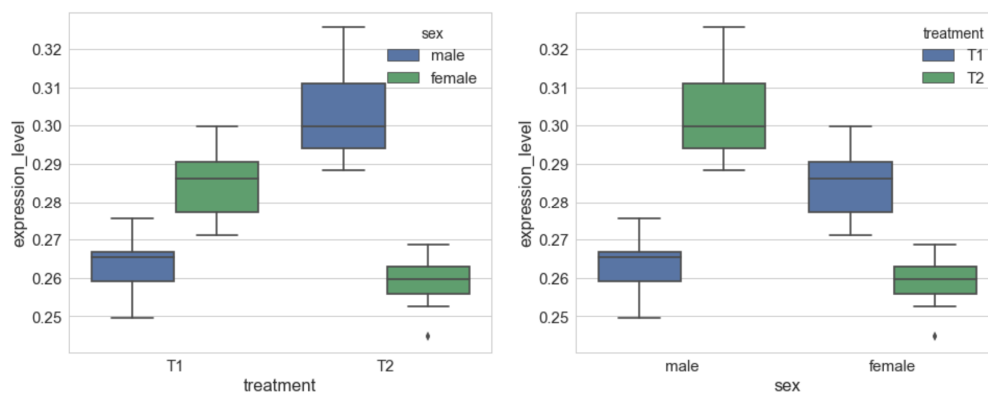 sex
male
female
0.32
0.31
0.30
0.29
0.28
0.27
0.26
0.25
expression_level
T1
T2
treatment
treatment
T1
T2
0.32
0.31
0.30
0.29
0.28
0.27
0.26
0.25
expression_level
male
female
sex